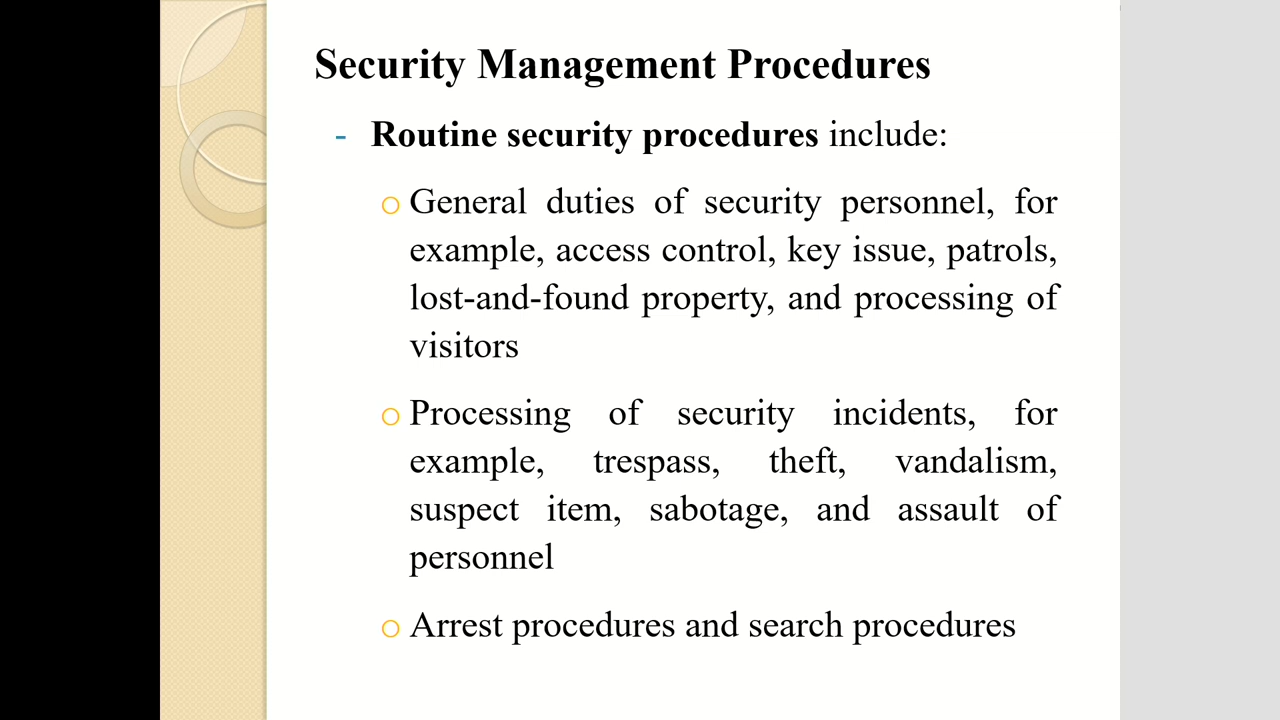 Security Management Procedures
- Routine security procedures include:
o General duties of security personnel, for
example, access control, key issue, patrols,
lost-and-found property, and processing of
visitors
o Processing of security incidents, for
example, trespass, theft, vandalism,
suspect item, sabotage, and assault of
personnel
o Arrest procedures and search procedures